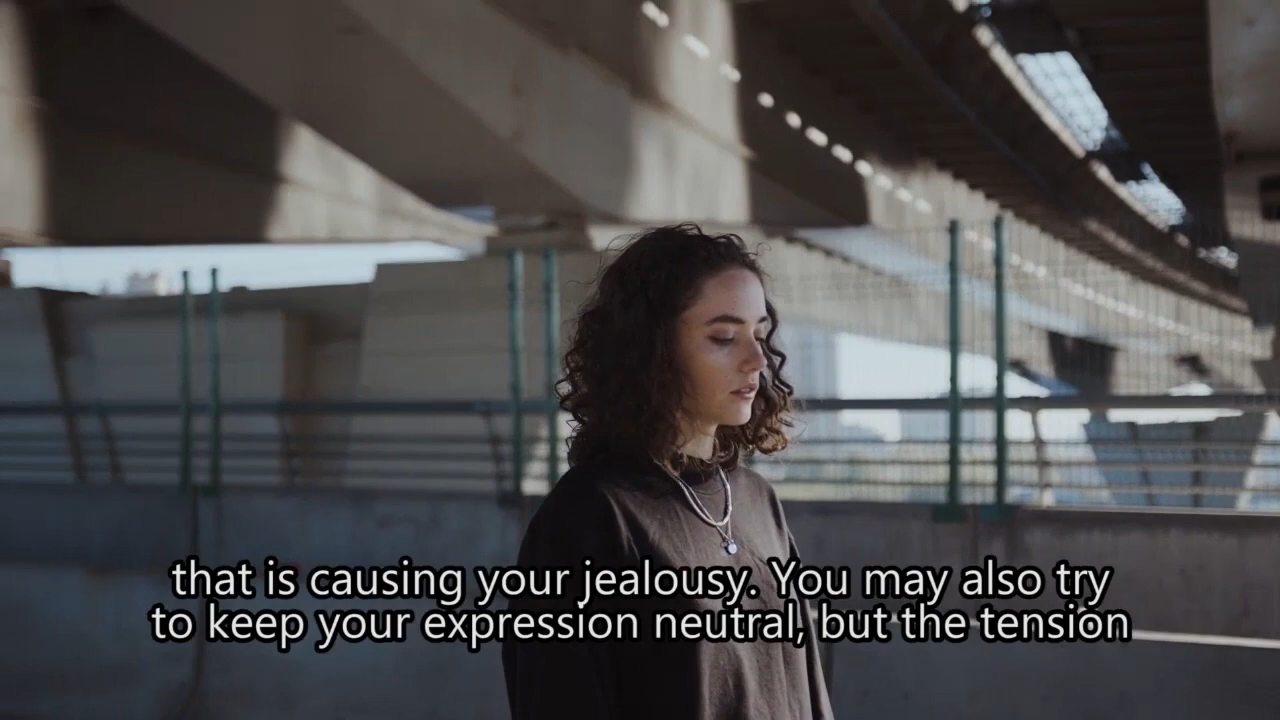 that is causing your jealousy. You may also try
to keep your expression neutral, but the tension